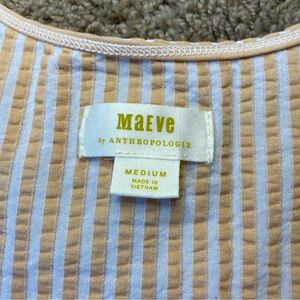 MAEVE
by ANTHROPOLOGIE
MEDIUM
MADE IN
VIETNAM